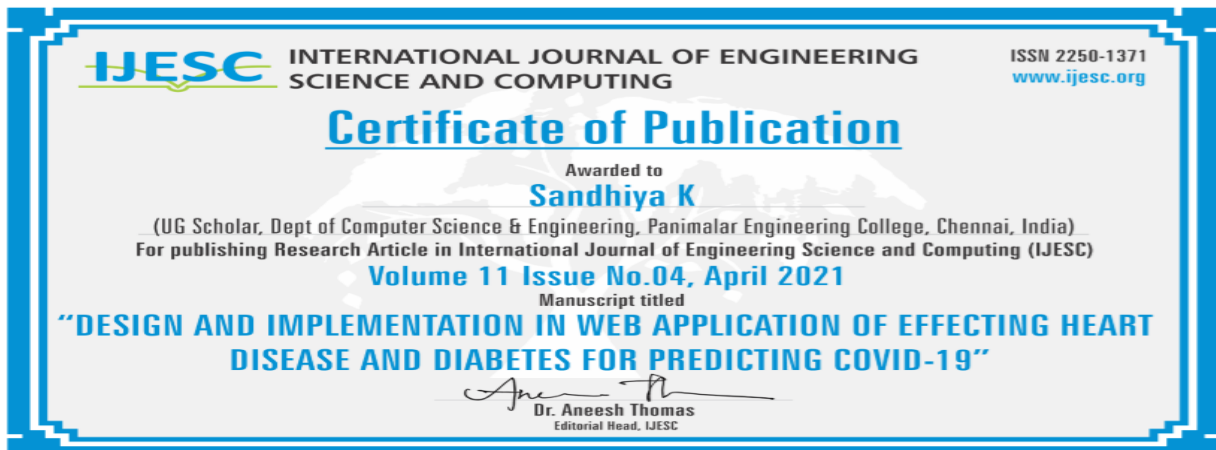 IJESC INTERNATIONAL JOURNAL OF ENGINEERING
SCIENCE AND COMPUTING
ISSN 2250-1371
www.ijesc.org
Certificate of Publication
Awarded to
Sandhiya K
(UG Scholar, Dept of Computer Science & Engineering, Panimalar Engineering College, Chennai, India)
For publishing Research Article in International Journal of Engineering Science and Computing (IJESC)
Volume 11 Issue No.04, April 2021
Manuscript titled
“DESIGN AND IMPLEMENTATION IN WEB APPLICATION OF EFFECTING HEART
DISEASE AND DIABETES FOR PREDICTING COVID-19”
Dr. Aneesh Thomas
Editorial Head, IJESC